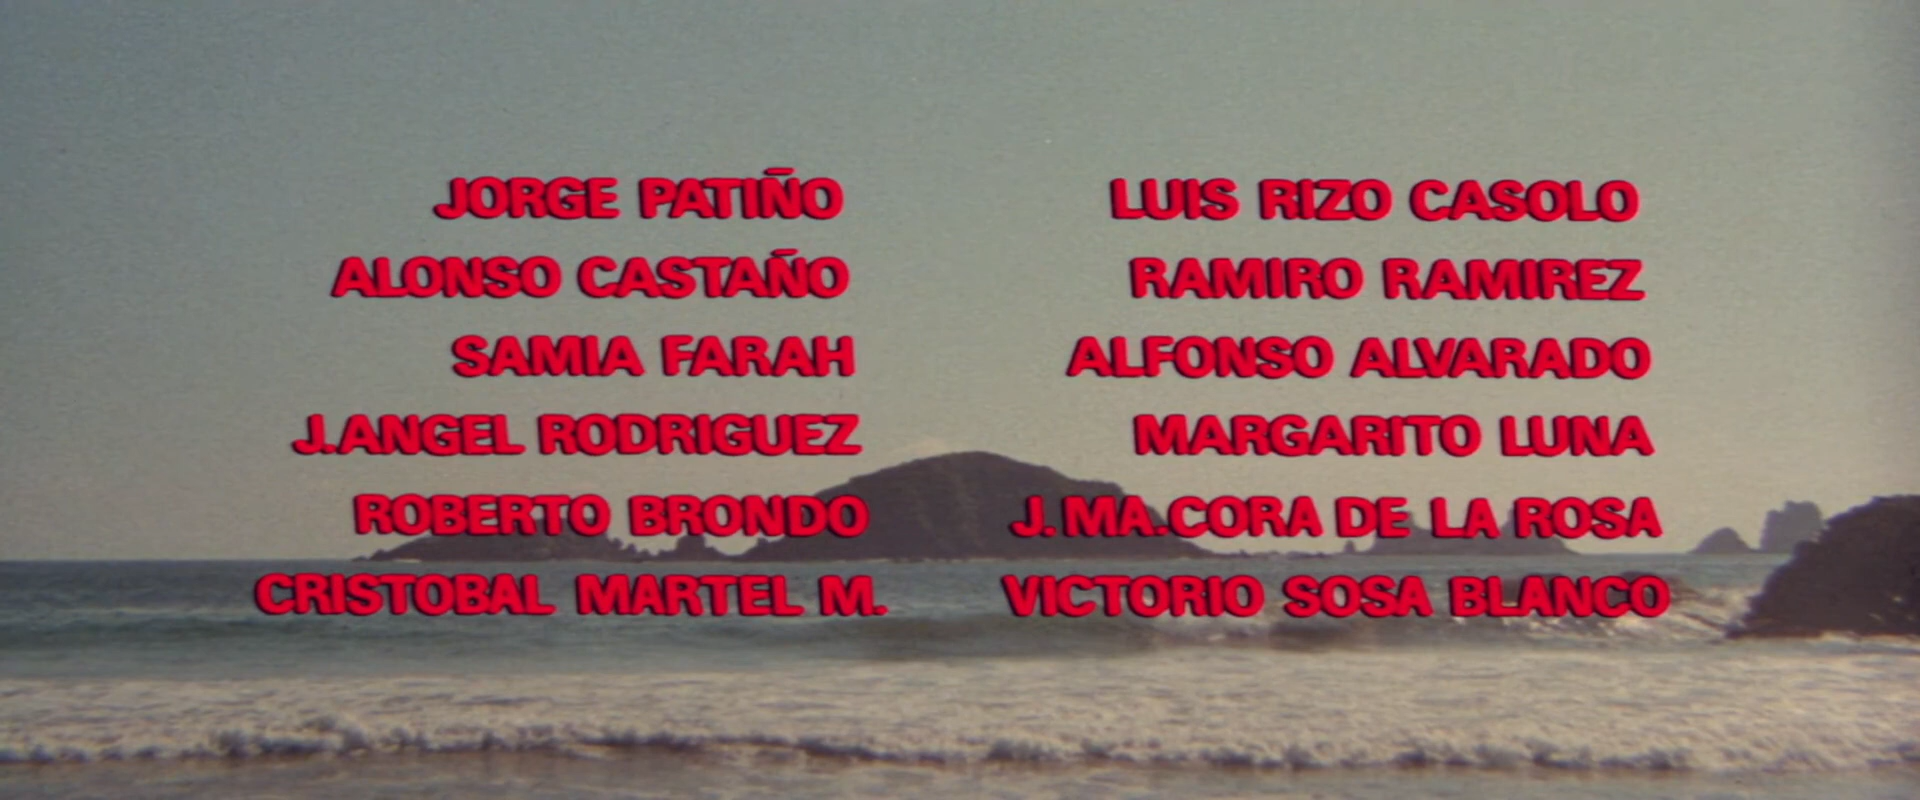 JORGE PATIÑO
ALONSO CASTAÑO
SAMIA FARAH
J.ANGEL RODRIGUEZ
ROBERTO BRONDO
CRISTOBAL MARTEL M.
LUIS RIZO CASOLO
RAMIRO RAMIREZ
ALFONSO ALVARADO
MARGARITO LUNA
J.MA.CORA DE LA ROSA
VICTORIO SOSA BLANCO